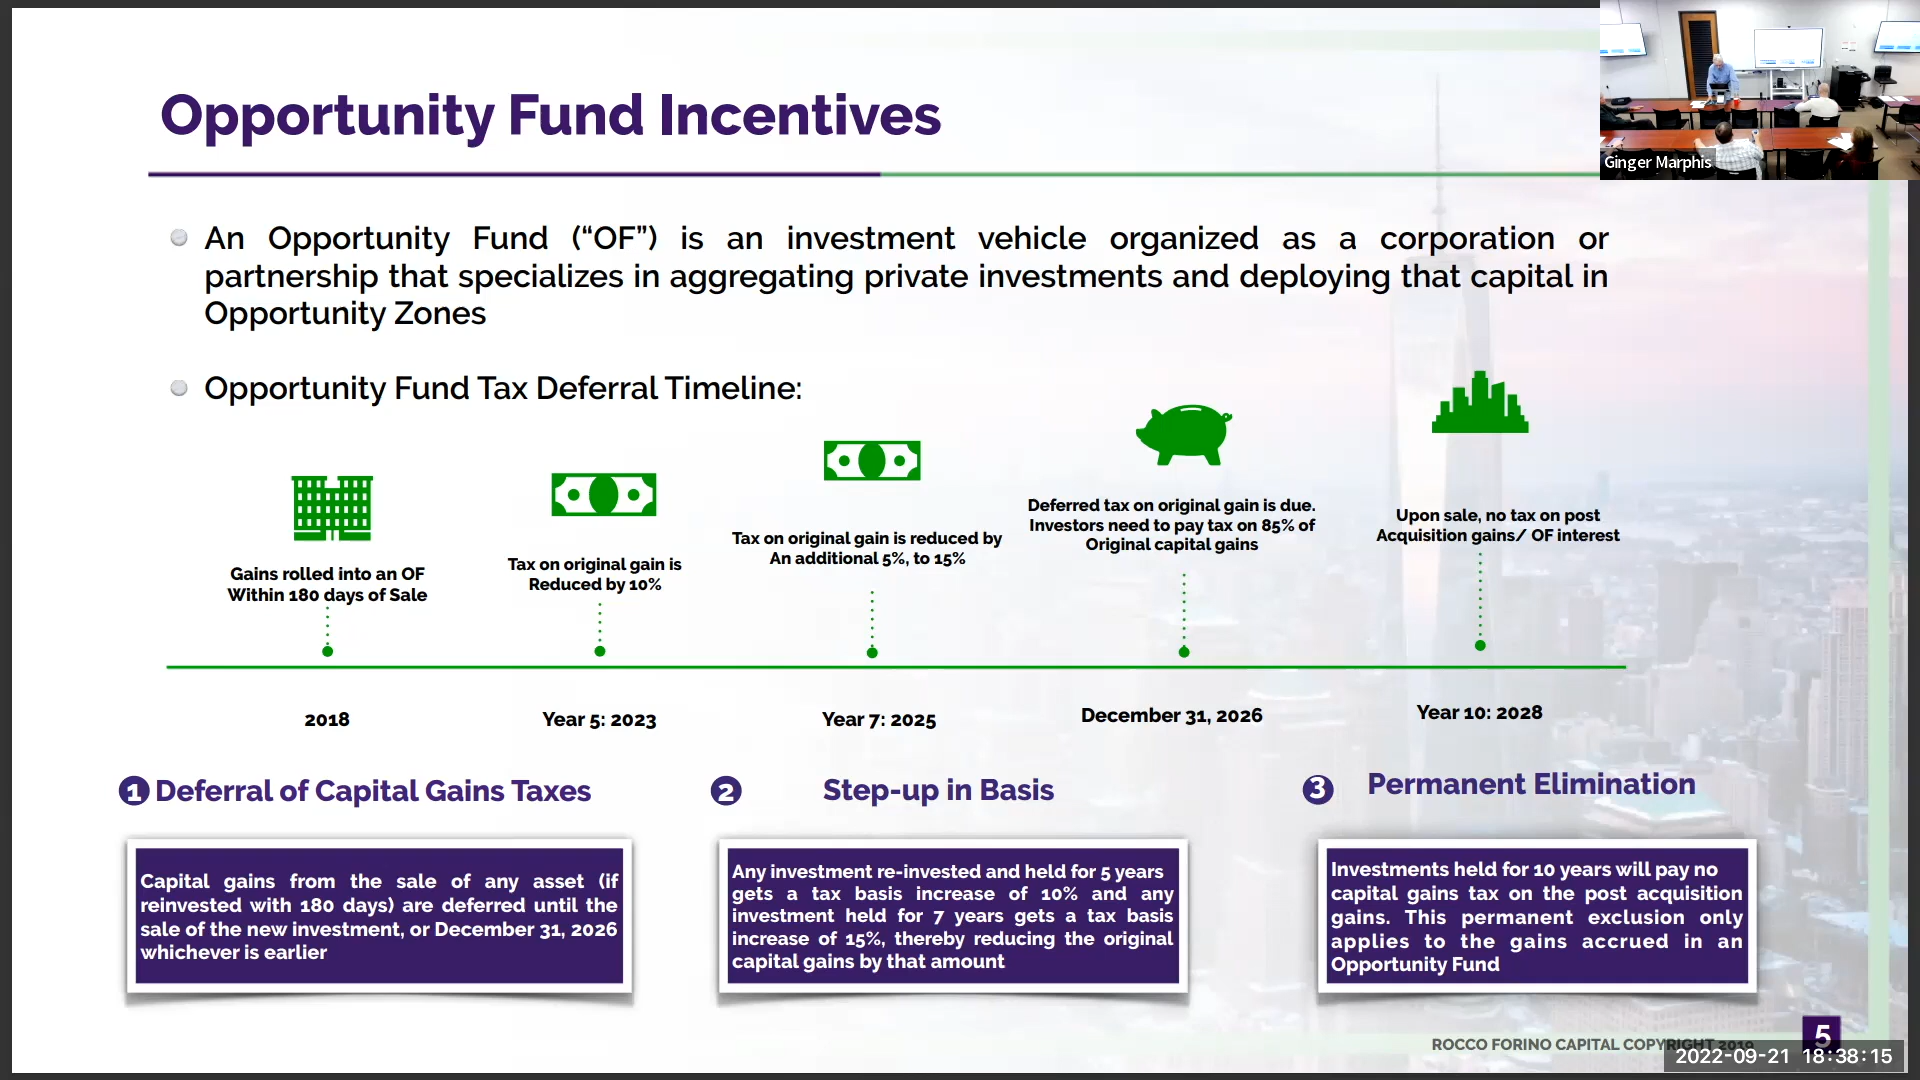 Opportunity Fund Incentives
Ginger Marphis
An Opportunity Fund (“OF”) is an investment vehicle organized as a corporation or
partnership that specializes in aggregating private investments and deploying that capital in
Opportunity Zones
Opportunity Fund Tax Deferral Timeline:
Gains rolled into an OF
Within 180 days of Sale
Tax on original gain is
Reduced by 10%
Tax on original gain is reduced by
An additional 5%, to 15%
Deferred tax on original gain is due.
Investors need to pay tax on 85% of
Original capital gains
Upon sale, no tax on post
Acquisition gains/ OF interest
2018
Year 5: 2023
Year 7: 2025
December 31, 2026
Year 10: 2028
1 Deferral of Capital Gains Taxes
Capital gains from the sale of any asset (if
reinvested with 180 days) are deferred until the
sale of the new investment, or December 31, 2026
whichever is earlier
2 Step-up in Basis
Any investment re-invested and held for 5 years
gets a tax basis increase of 10% and any
investment held for 7 years gets a tax basis
increase of 15%, thereby reducing the original
capital gains by that amount
3 Permanent Elimination
Investments held for 10 years will pay no
capital gains tax on the post acquisition
gains. This permanent exclusion only
applies to the gains accrued in an
Opportunity Fund
ROCCO FORINO CAPITAL COPYRIGHT 2019
5
2022-09-21 18:38:15